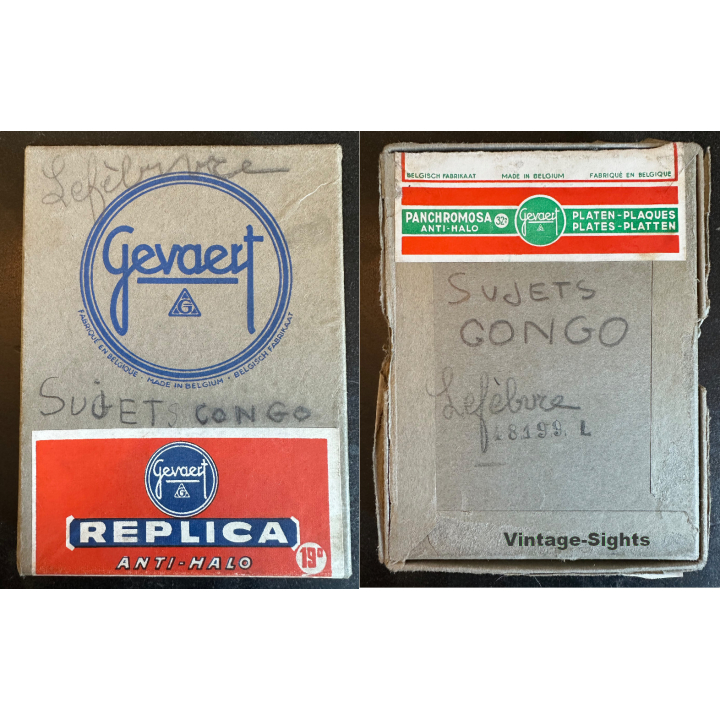 Lefèbvre
Gevaert
G
FABRIQUÉ EN BELGIQUE · MADE IN BELGIUM · BELGISCH FABRIKAAT
SUJETS CONGO
Gevaert
G
REPLICA
ANTI-HALO
19°
BELGISCH FABRIKAAT MADE IN BELGIUM FABRIQUÉ EN BELGIQUE
PANCHROMOSA 32° Gevaert PLATEN-PLAQUES
ANTI-HALO PLATES-PLATTEN
SUJETS
CONGO
Lefèbvre
48199 L
Vintage-Sights